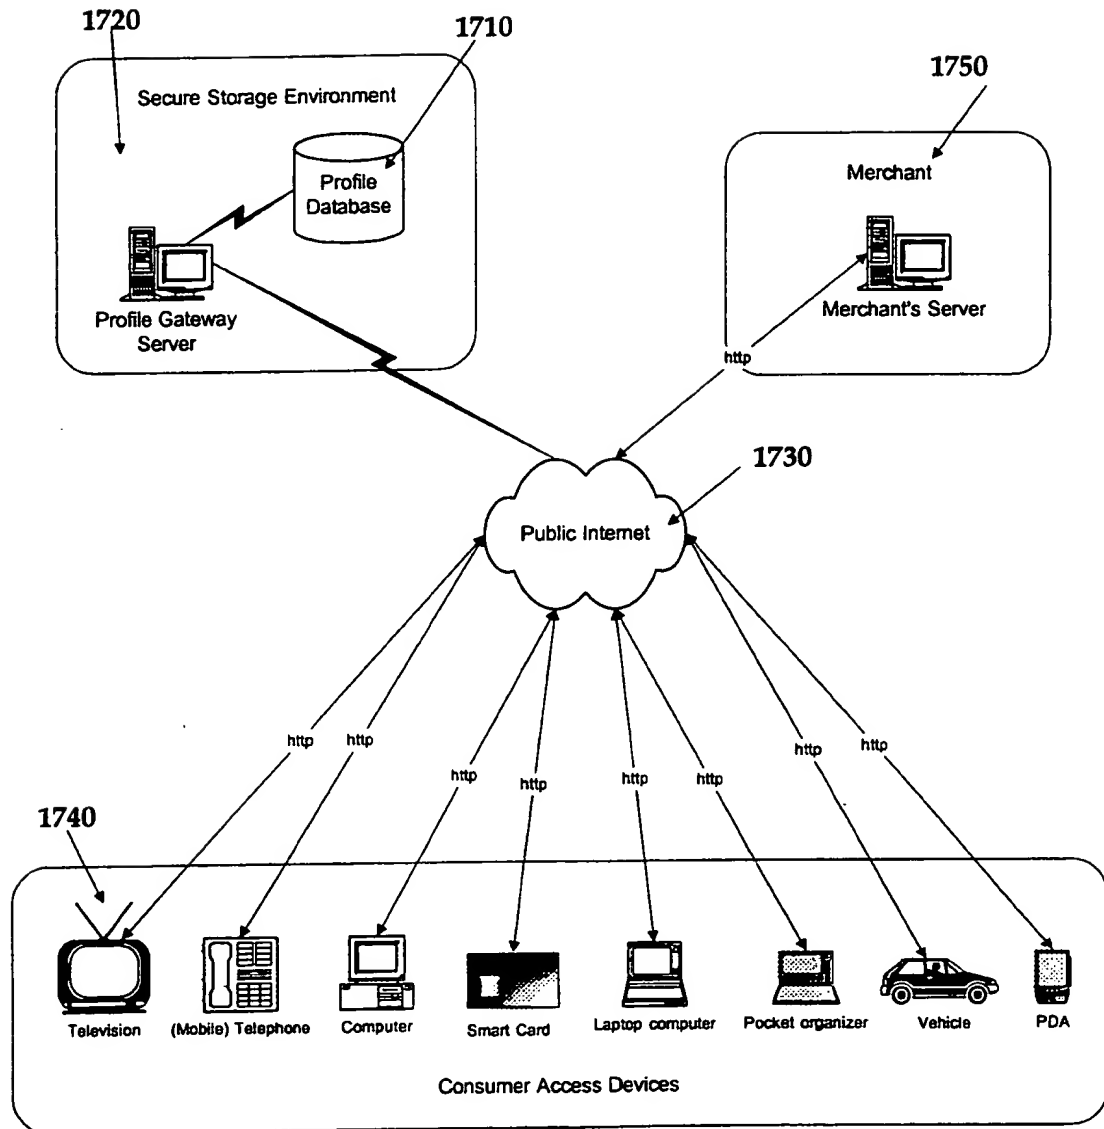 1720
1710
1750
Secure Storage Environment
Profile
Database
Profile Gateway
Server
Merchant
Merchant's Server
http
1730
Public Internet
http
http
http
http
http
http
http
http
1740
Television
(Mobile) Telephone
Computer
Smart Card
Laptop computer
Pocket organizer
Vehicle
PDA
Consumer Access Devices